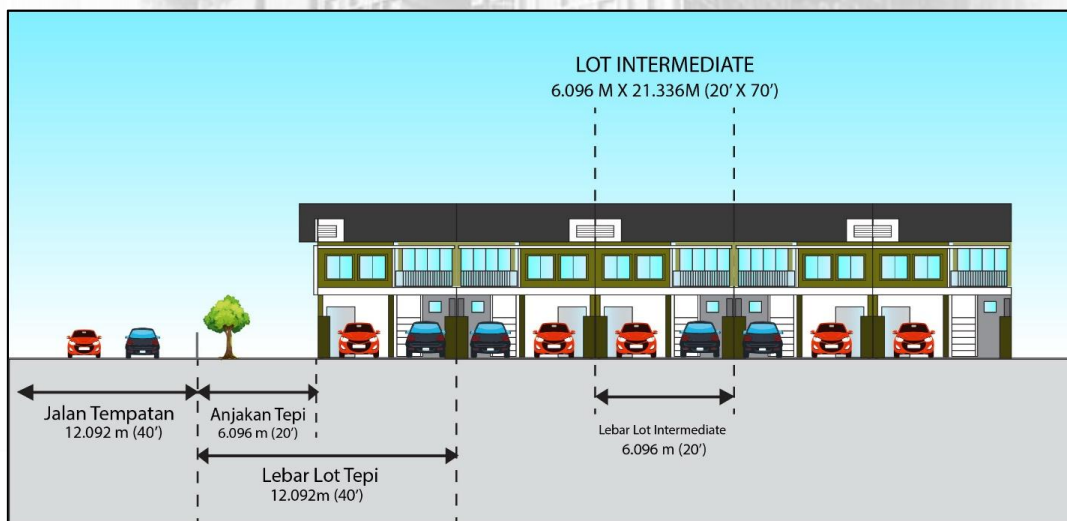 LOT INTERMEDIATE
6.096 M X 21.336M (20' X 70')
Jalan Tempatan
12.092 m (40')
Anjakan Tepi
6.096 m (20')
Lebar Lot Intermediate
6.096 m (20')
Lebar Lot Tepi
12.092m (40')